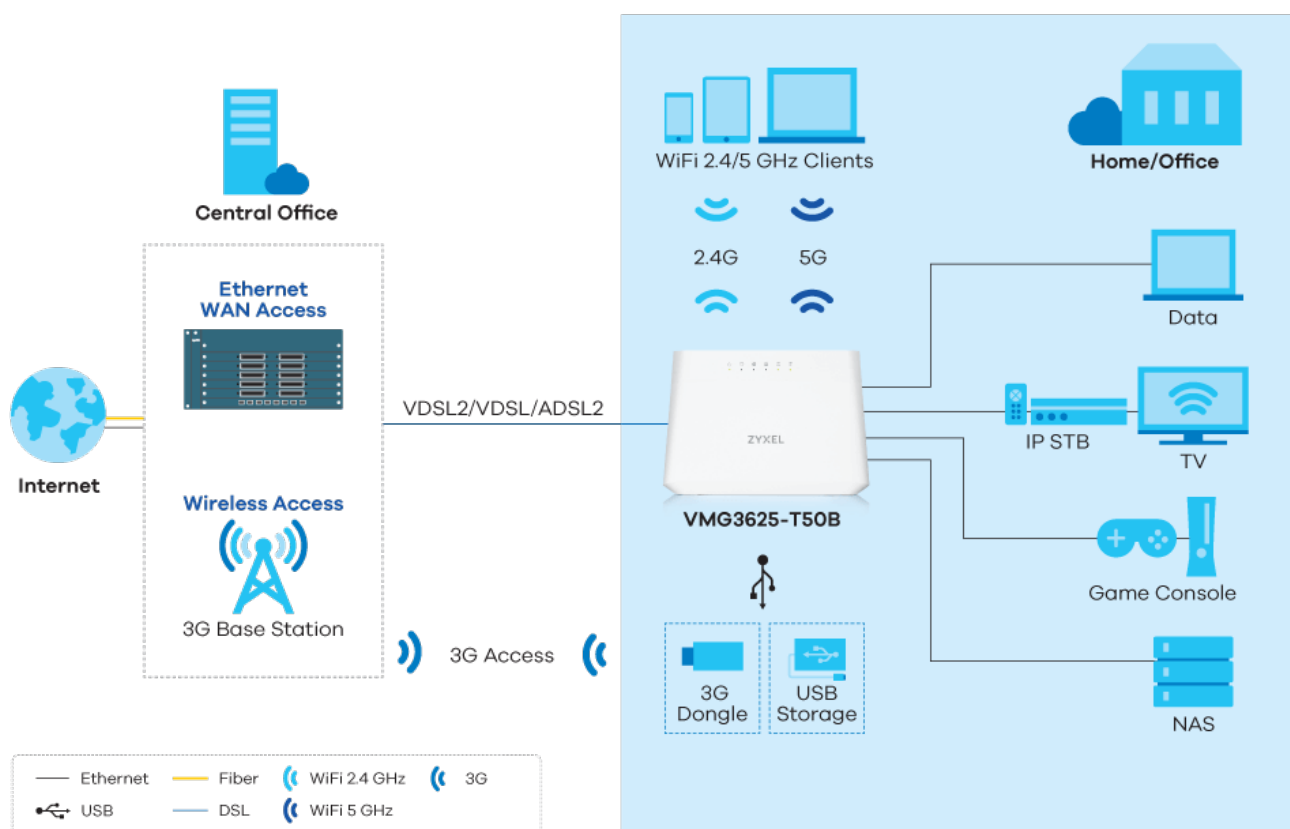 Central Office
Ethernet
WAN Access
Internet
Wireless Access
3G Base Station
VDSL2/VDSL/ADSL2
3G Access
WiFi 2.4/5 GHz Clients
2.4G
5G
ZYXEL
VMG3625-T50B
3G
Dongle
USB
Storage
Home/Office
Data
IP STB
TV
Game Console
NAS
Ethernet
Fiber
WiFi 2.4 GHz
3G
USB
DSL
WiFi 5 GHz